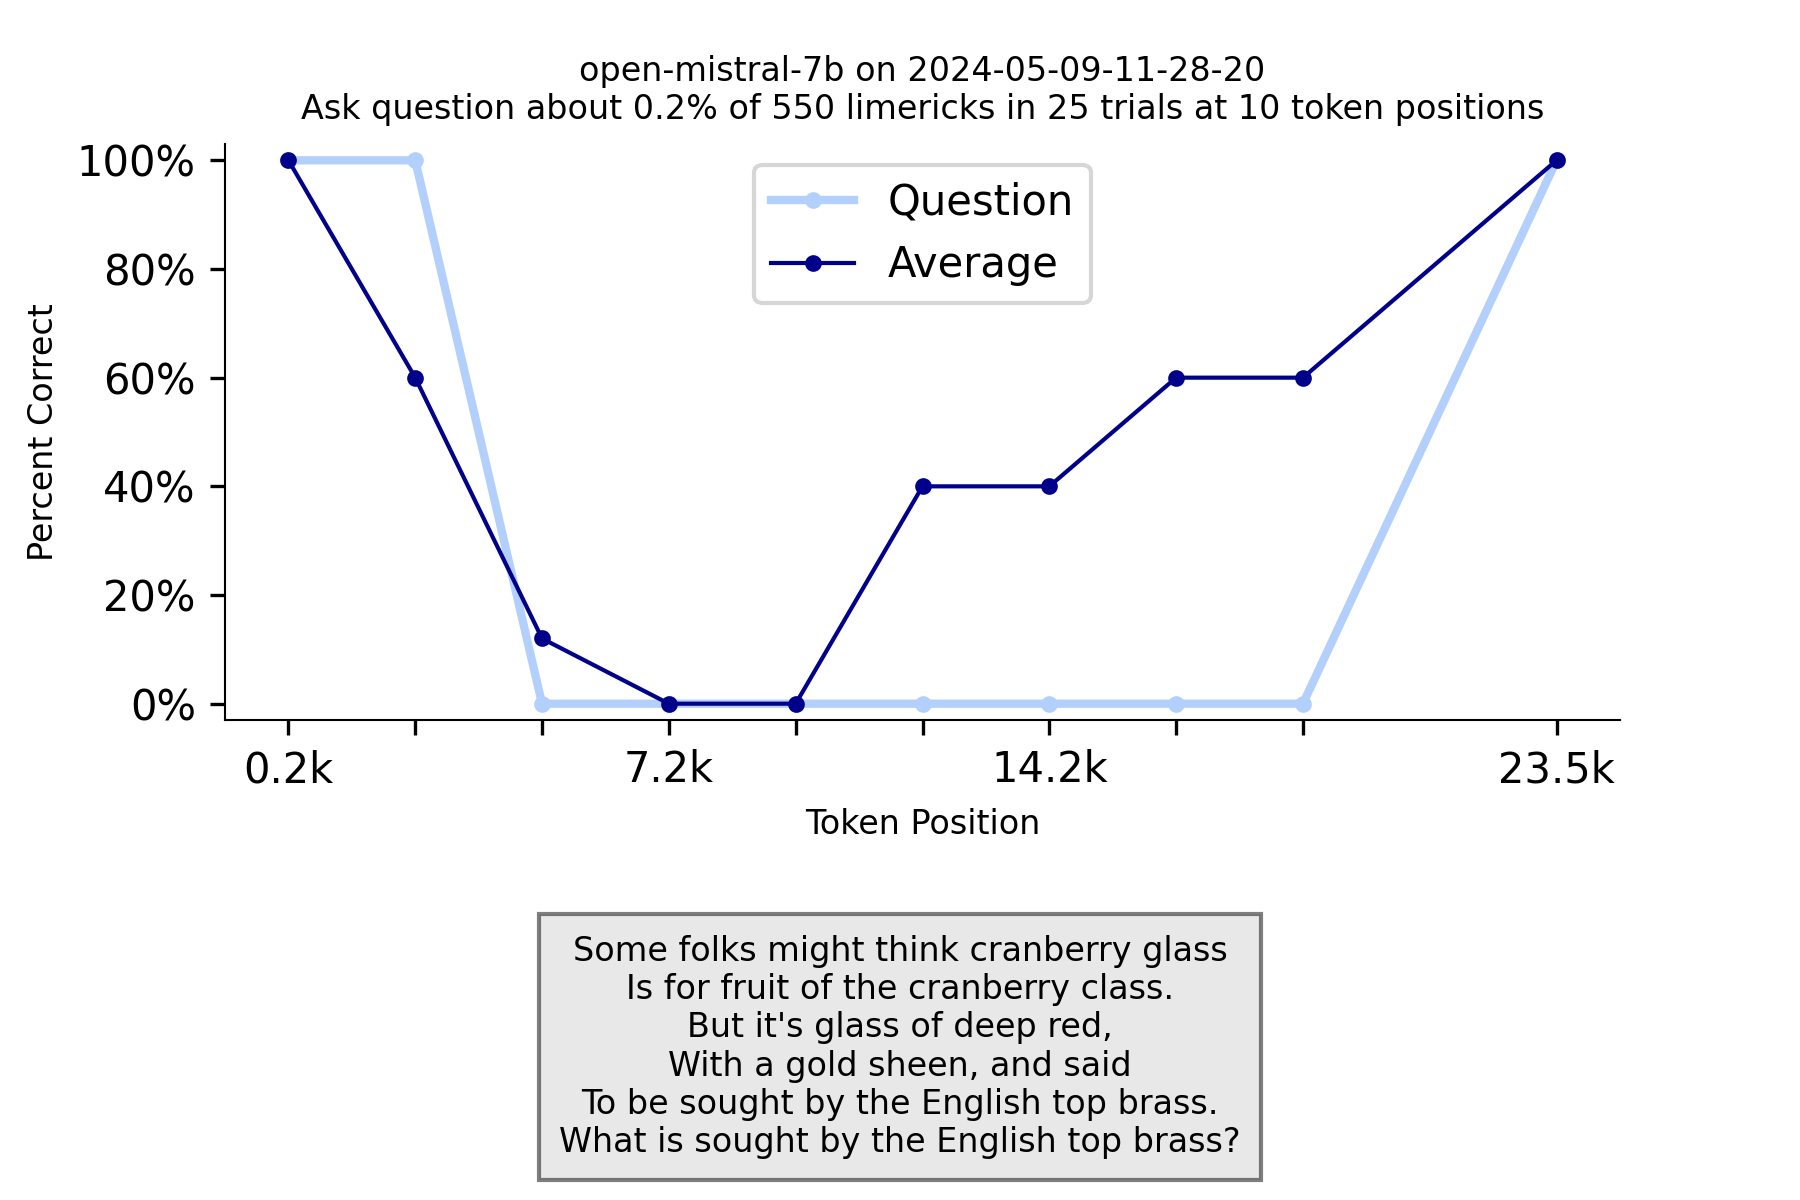 open-mistral-7b on 2024-05-09-11-28-20
Ask question about 0.2% of 550 limericks in 25 trials at 10 token positions
100%
80%
60%
40%
20%
0%
Percent Correct
Question
Average
0.2k 7.2k 14.2k 23.5k
Token Position
Some folks might think cranberry glass
Is for fruit of the cranberry class.
But it's glass of deep red,
With a gold sheen, and said
To be sought by the English top brass.
What is sought by the English top brass?